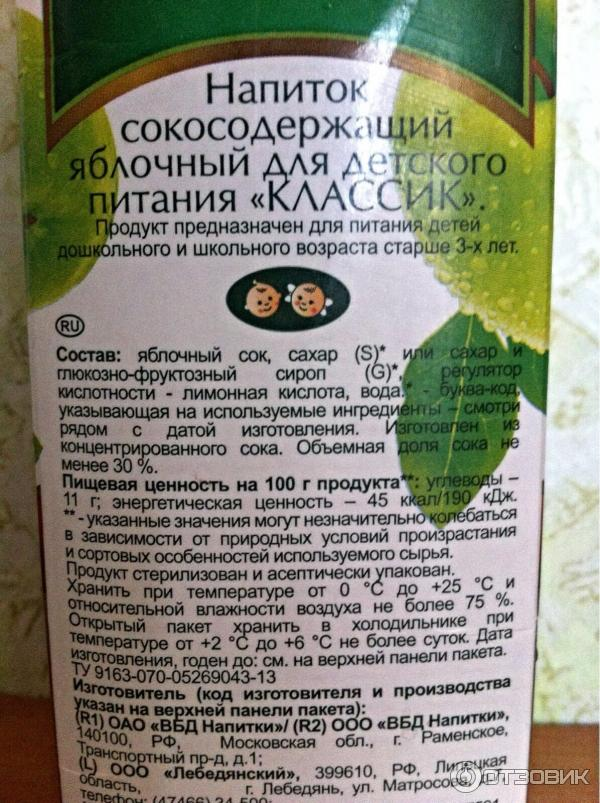 Напиток
сокосодержащий
яблочный для детского
питания «КЛАССИК».
Продукт предназначен для питания детей
дошкольного и школьного возраста старше 3-х лет.
RU
Состав: яблочный сок, сахар (S)* или сахар и
глюкозно-фруктозный сироп (G)*, регулятор
кислотности - лимонная кислота, вода.* - буква-код,
указывающая на используемые ингредиенты – смотри
рядом с датой изготовления. Изготовлен из
концентрированного сока. Объемная доля сока не
менее 30 %.
Пищевая ценность на 100 г продукта**: углеводы –
11 г; энергетическая ценность – 45 ккал/190 кДж.
** - указанные значения могут незначительно колебаться
в зависимости от природных условий произрастания
и сортовых особенностей используемого сырья.
Продукт стерилизован и асептически упакован.
Хранить при температуре от 0 °С до +25 °С и
относительной влажности воздуха не более 75 %.
Открытый пакет хранить в холодильнике при
температуре от +2 °С до +6 °С не более суток. Дата
изготовления, годен до: см. на верхней панели пакета.
ТУ 9163-070-05269043-13
Изготовитель (код изготовителя и производства
указан на верхней панели пакета):
(R1) ОАО «ВБД Напитки»/ (R2) ООО «ВБД Напитки»,
140100, РФ, Московская обл., г. Раменское,
Транспортный пр-д, д.1;
(L) ООО «Лебедянский», 399610, РФ, Липецкая
область, г. Лебедянь, ул. Матросова,
телефон: (47466)
ОТЗОВИК